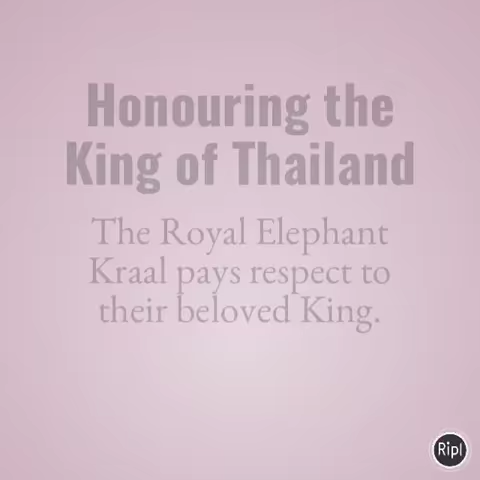 Honouring the
King of Thailand
The Royal Elephant
Kraal pays respect to
their beloved King.
Ripl